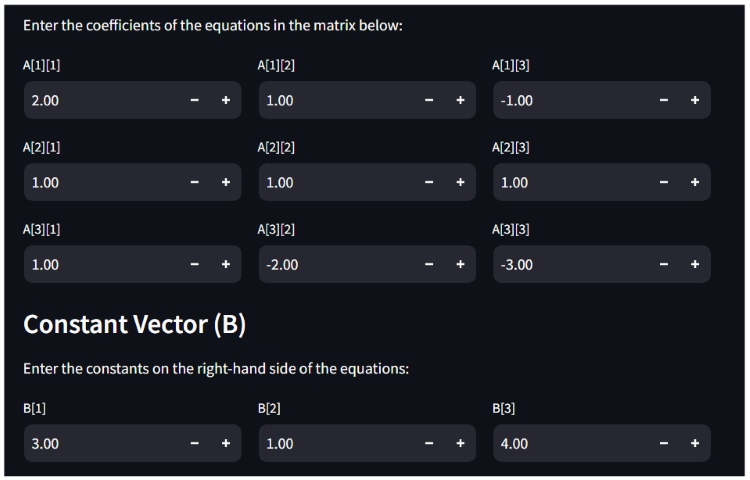 Enter the coefficients of the equations in the matrix below:
A[1][1] A[1][2] A[1][3]
2.00 − + 1.00 − + -1.00 − +
A[2][1] A[2][2] A[2][3]
1.00 − + 1.00 − + 1.00 − +
A[3][1] A[3][2] A[3][3]
1.00 − + -2.00 − + -3.00 − +
Constant Vector (B)
Enter the constants on the right-hand side of the equations:
B[1] B[2] B[3]
3.00 − + 1.00 − + 4.00 − +